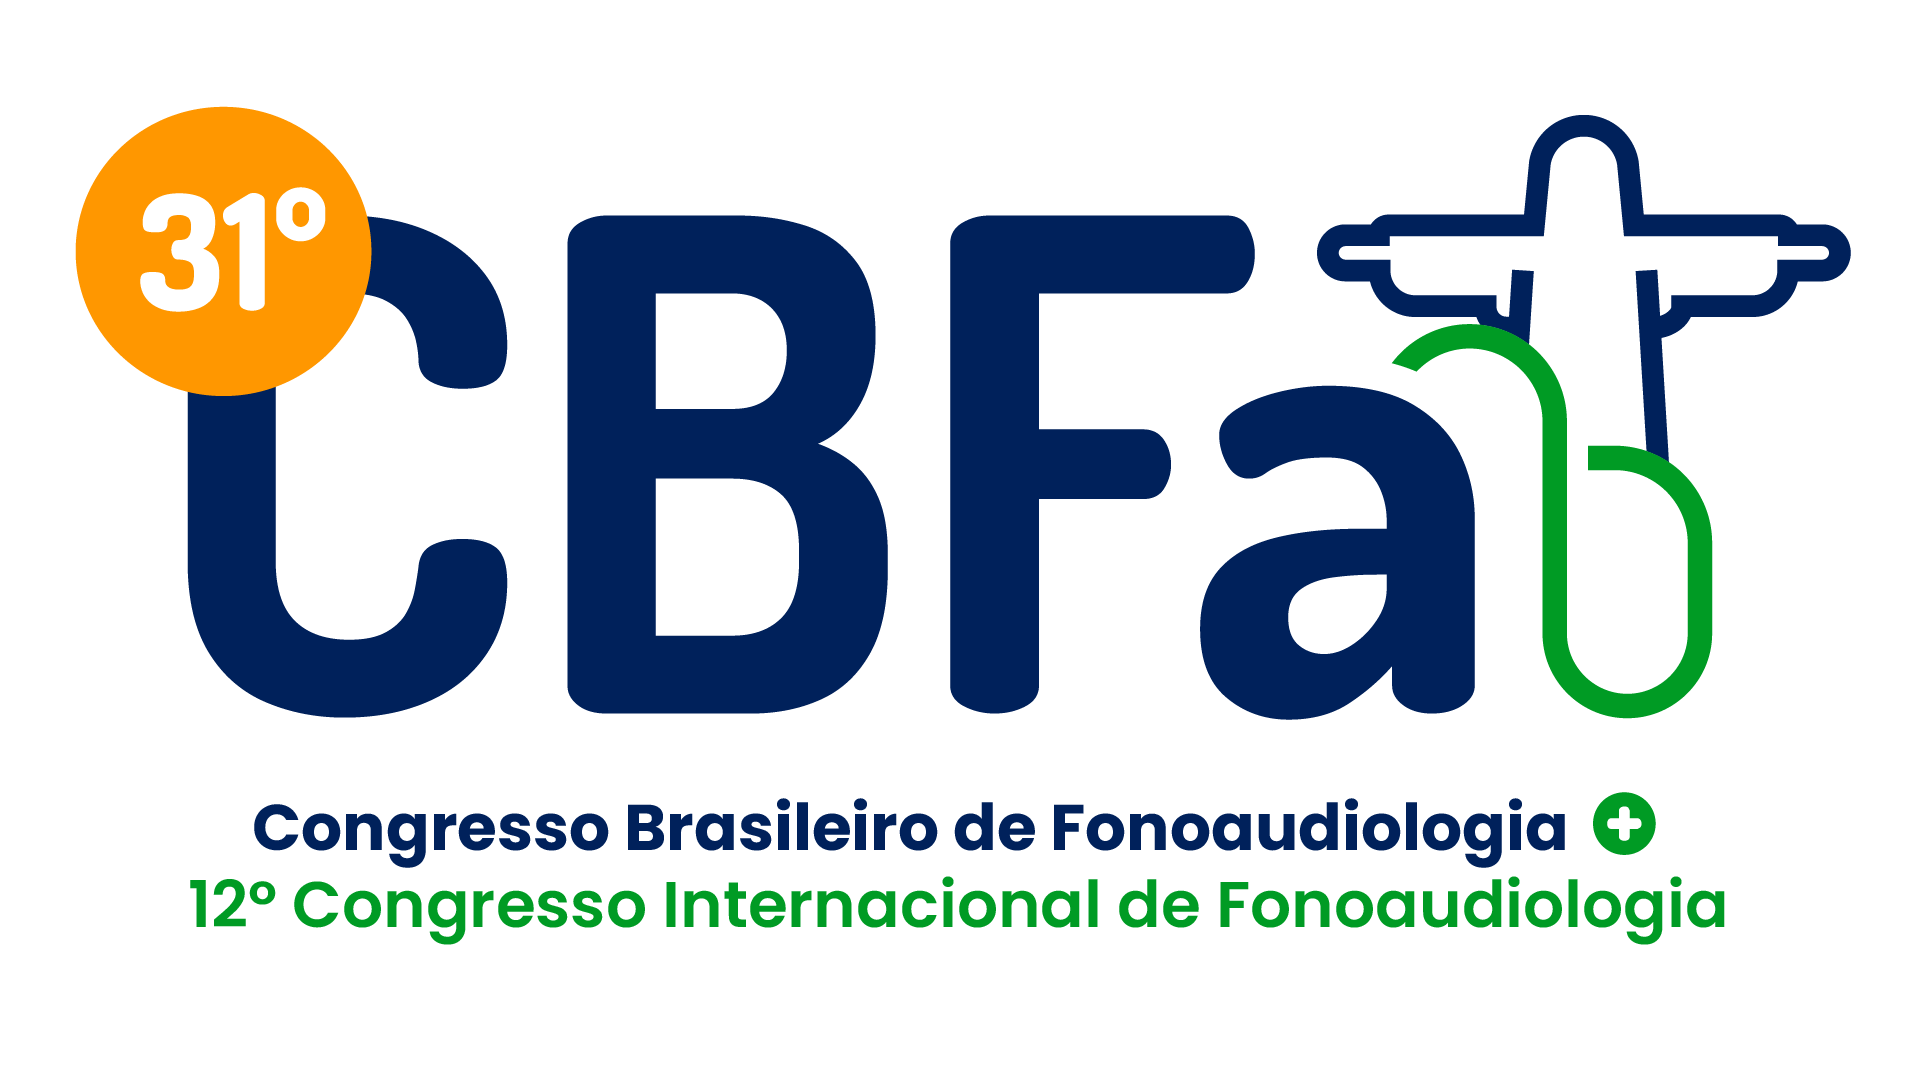 31º
CBFa
Congresso Brasileiro de Fonoaudiologia +
12º Congresso Internacional de Fonoaudiologia